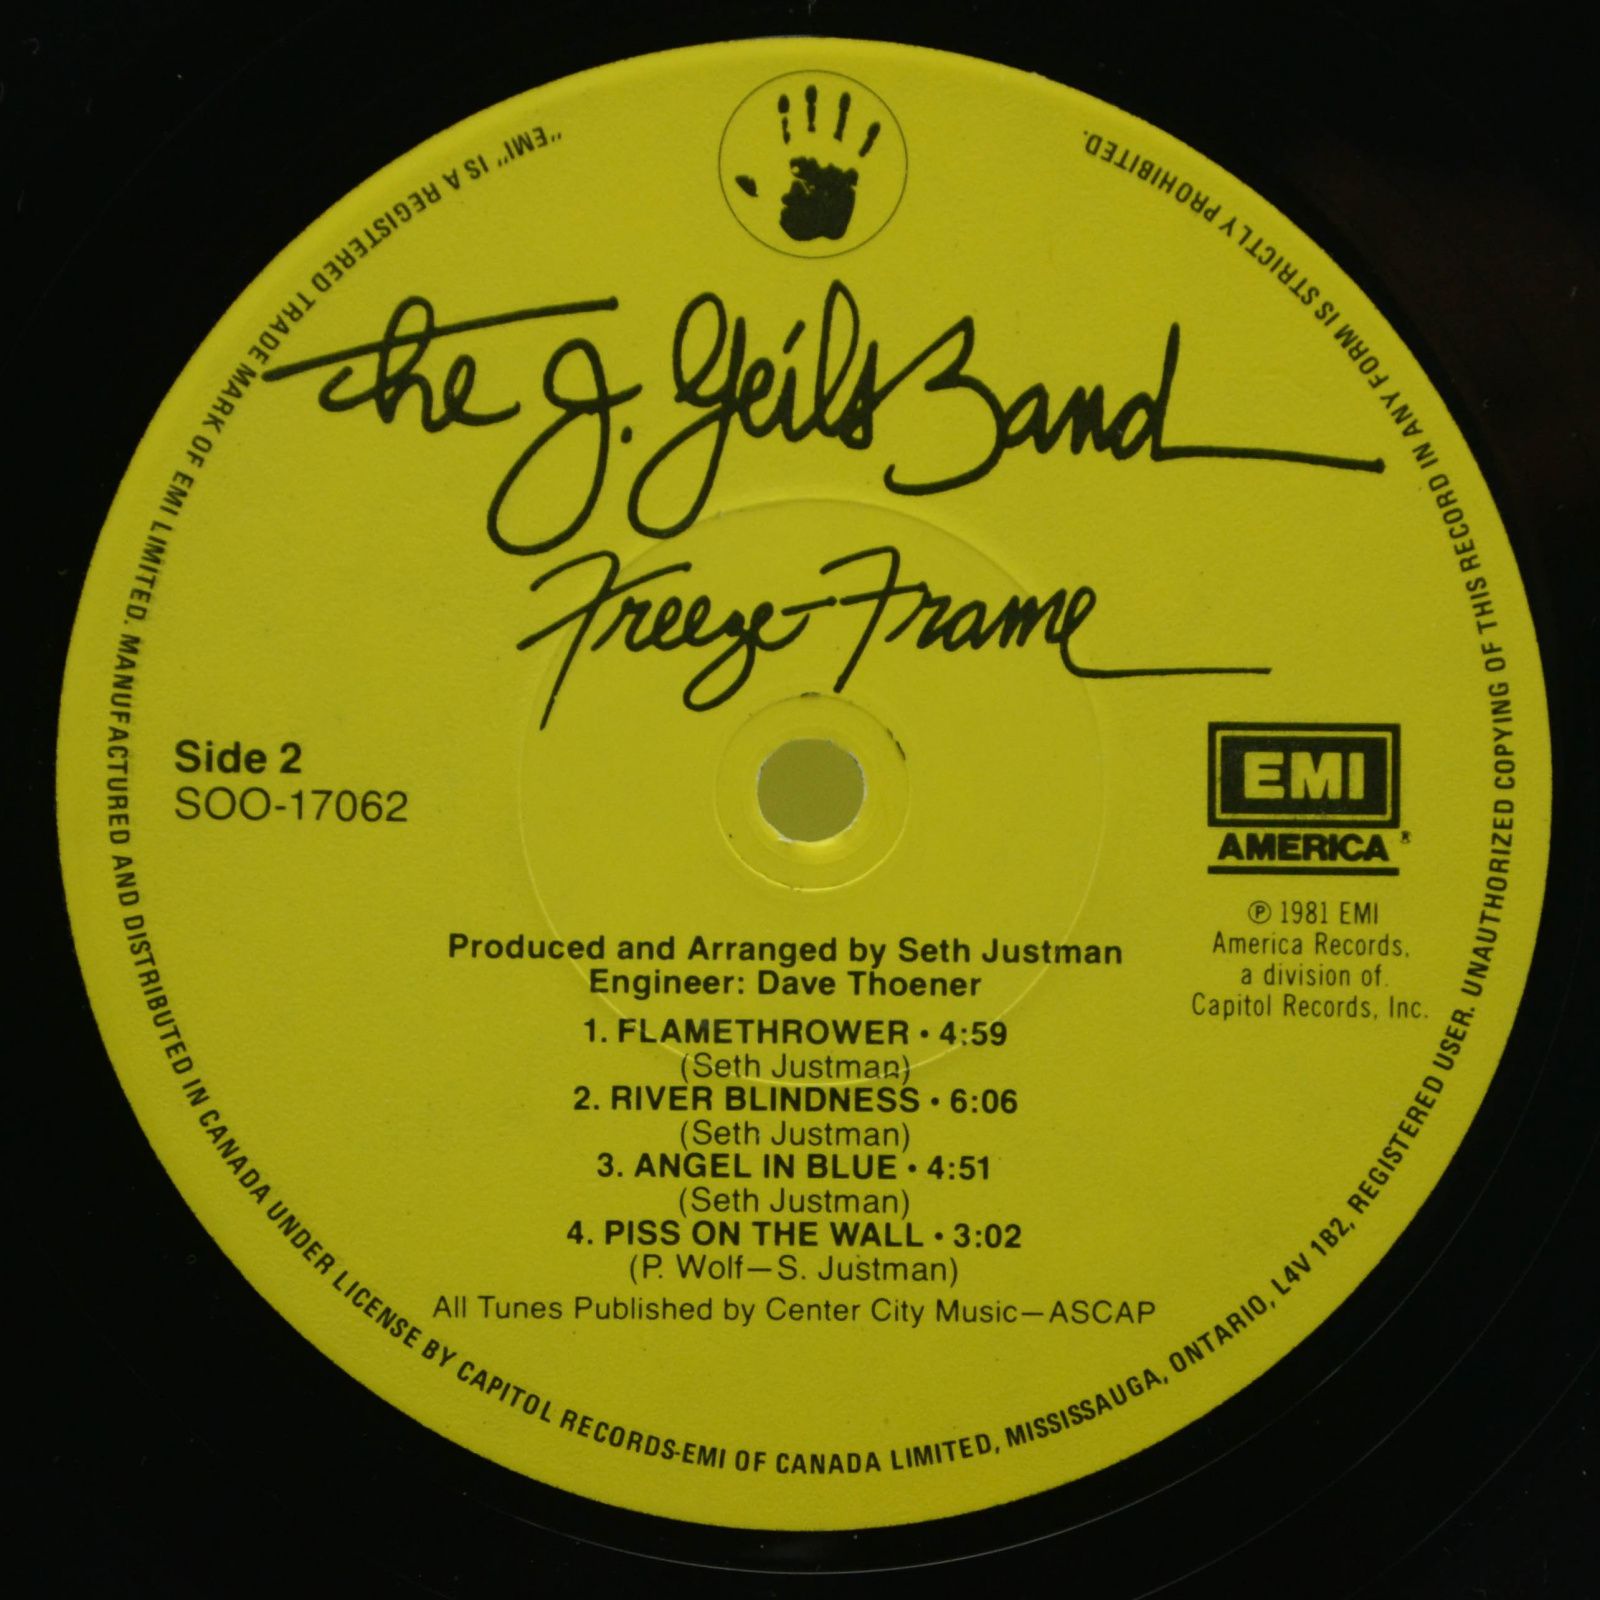 The J. Geils Band
Freeze-Frame
Side 2
SOO-17062
EMI
AMERICA®
℗ 1981 EMI
America Records,
a division of
Capitol Records, Inc.
Produced and Arranged by Seth Justman
Engineer: Dave Thoener
1. FLAMETHROWER • 4:59
(Seth Justman)
2. RIVER BLINDNESS • 6:06
(Seth Justman)
3. ANGEL IN BLUE • 4:51
(Seth Justman)
4. PISS ON THE WALL • 3:02
(P. Wolf—S. Justman)
All Tunes Published by Center City Music—ASCAP
"EMI" IS A REGISTERED TRADE MARK OF EMI LIMITED. MANUFACTURED AND DISTRIBUTED IN CANADA UNDER LICENSE BY CAPITOL RECORDS-EMI OF CANADA LIMITED, MISSISSAUGA, ONTARIO, L4V 1B2, REGISTERED USER. UNAUTHORIZED COPYING OF THIS RECORD IN ANY FORM IS STRICTLY PROHIBITED.